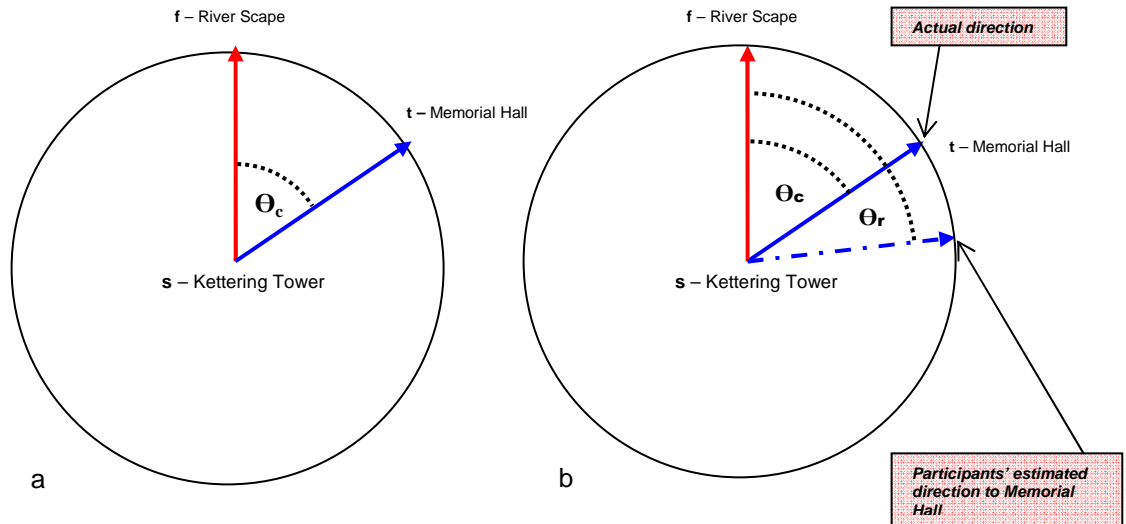 f – River Scape
t – Memorial Hall
Θc
s – Kettering Tower
a
f – River Scape
Actual direction
t – Memorial Hall
Θc
Θr
s – Kettering Tower
b
Participants’ estimated
direction to Memorial
Hall